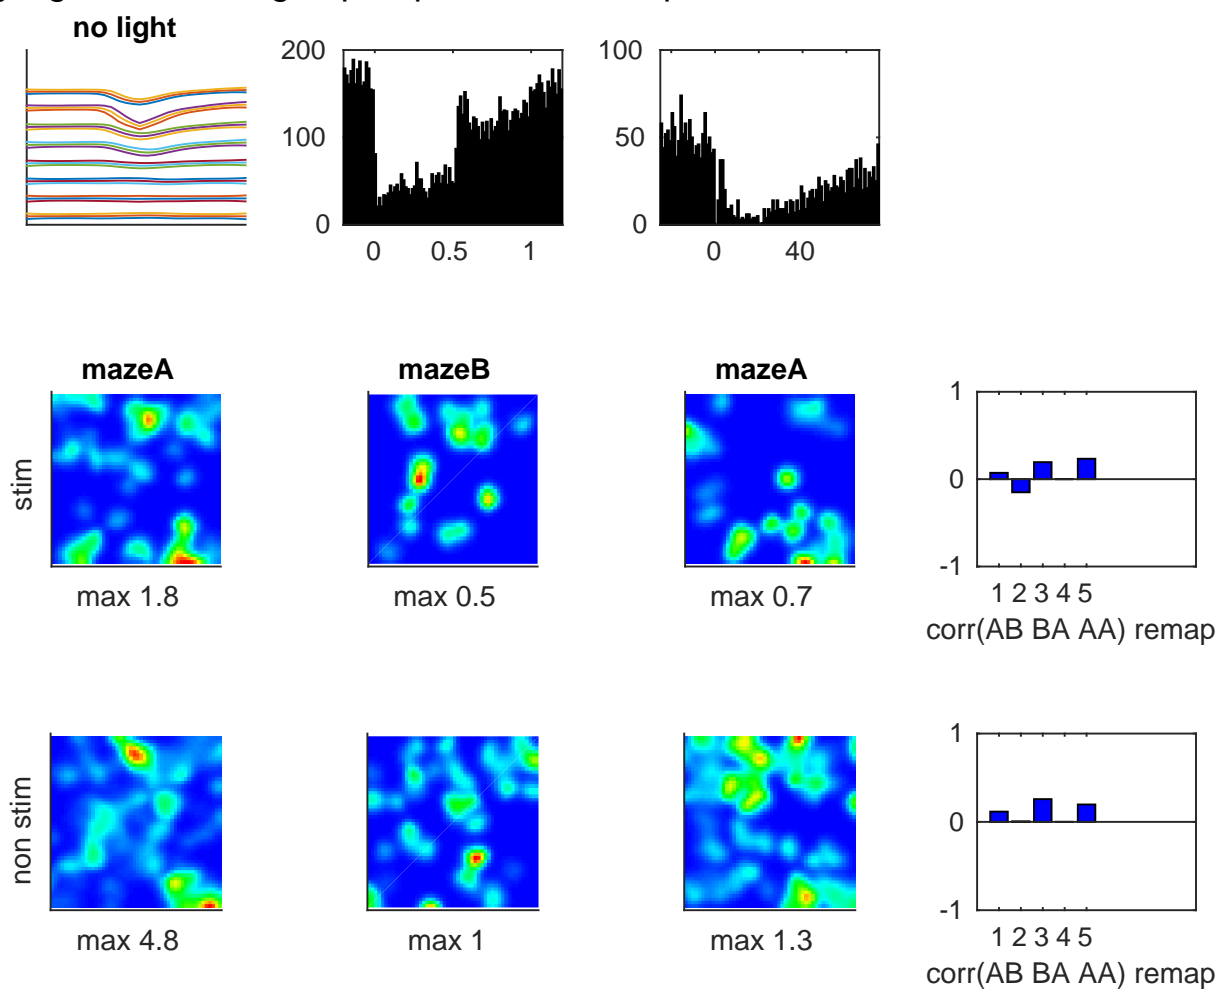 no light
200
100
0
0
0.5
1
100
50
0
0
40
mazeA
mazeB
mazeA
stim
max 1.8
max 0.5
max 0.7
1
0
-1
1 2 3 4 5
corr(AB BA AA) remap
non stim
max 4.8
max 1
max 1.3
1
0
-1
1 2 3 4 5
corr(AB BA AA) remap